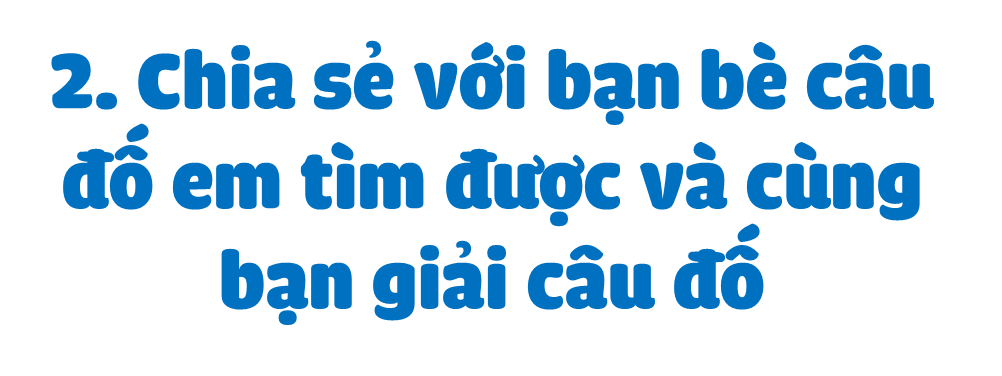 2. Chia sẻ với bạn bè câu
đố em tìm được và cùng
bạn giải câu đố